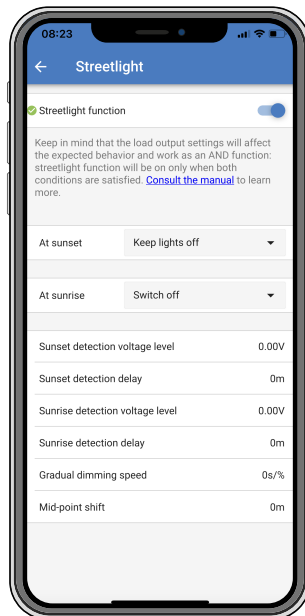 08:23
Streetlight
Streetlight function
Keep in mind that the load output settings will affect
the expected behavior and work as an AND function:
streetlight function will be on only when both
conditions are satisfied. Consult the manual to learn
more.
At sunset Keep lights off
At sunrise Switch off
Sunset detection voltage level 0.00V
Sunset detection delay 0m
Sunrise detection voltage level 0.00V
Sunrise detection delay 0m
Gradual dimming speed 0s/%
Mid-point shift 0m